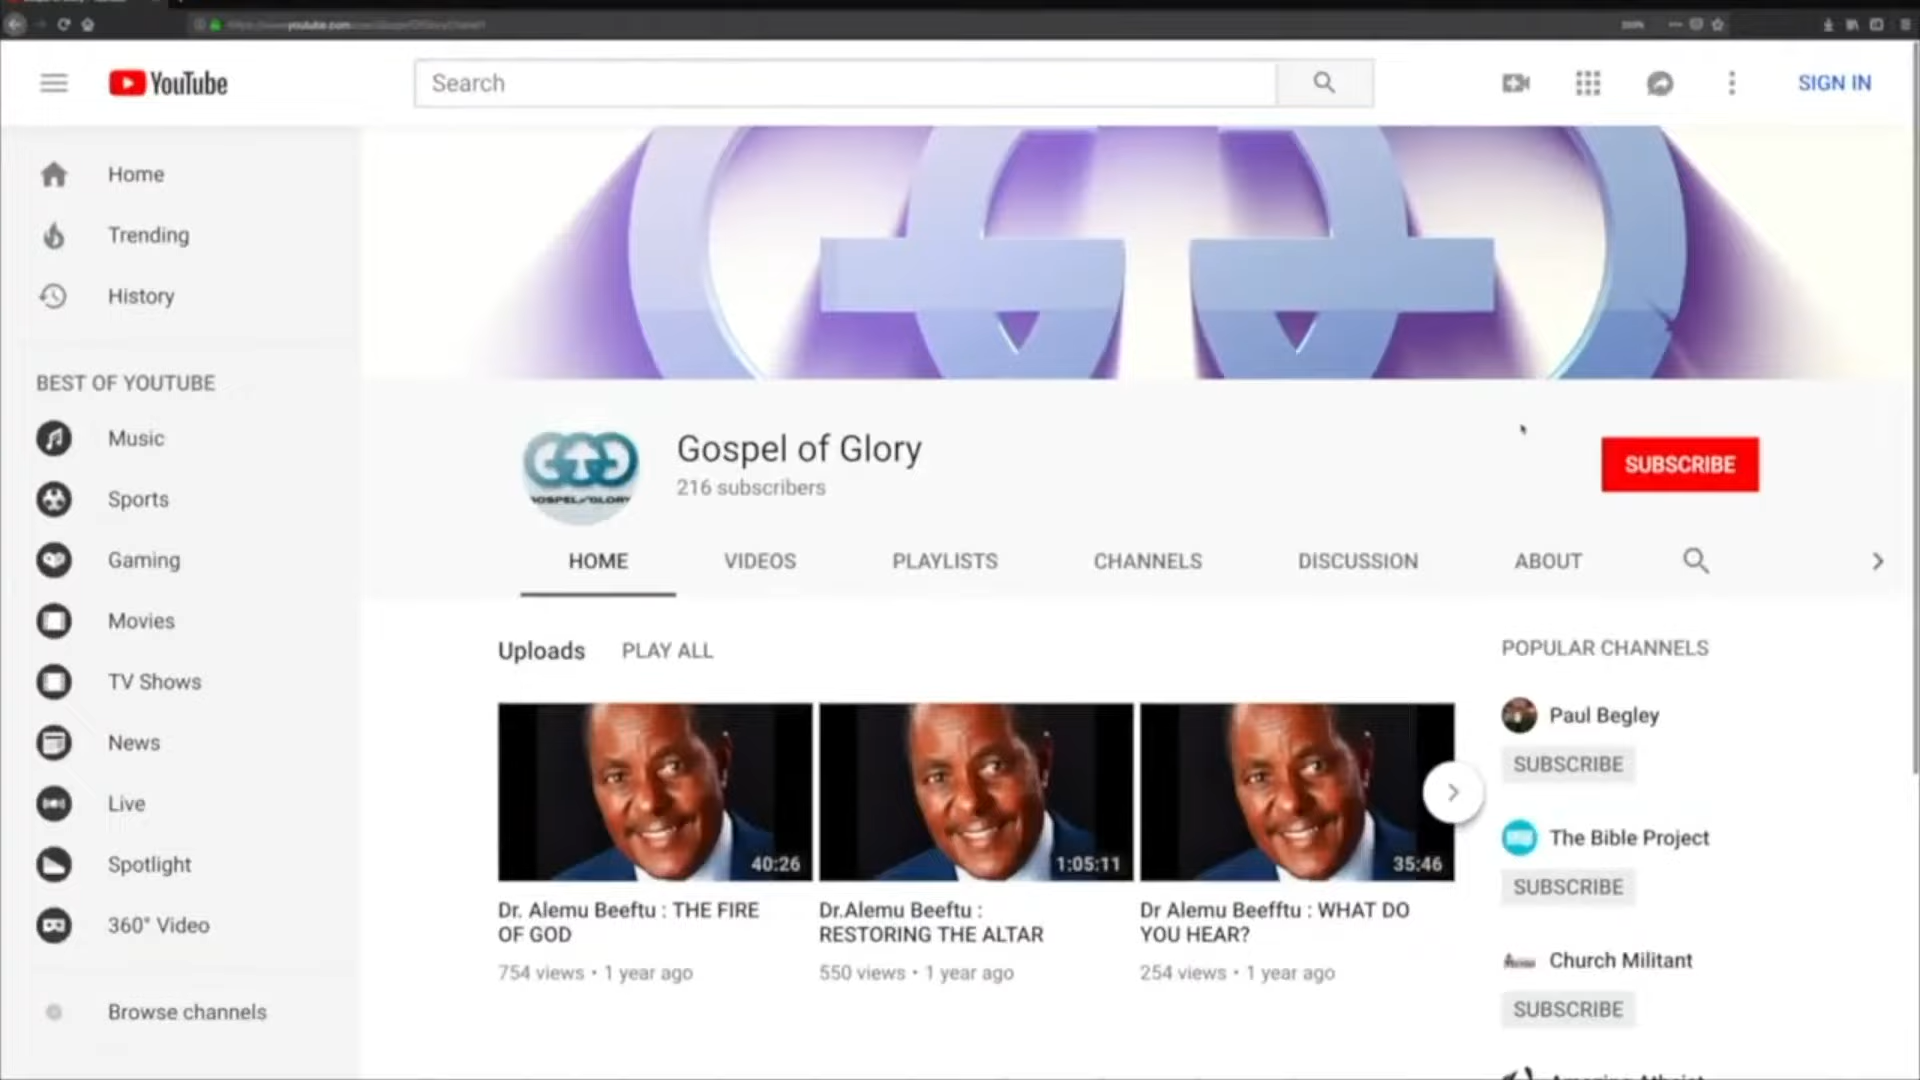 YouTube
Search
SIGN IN
Home
Trending
History
BEST OF YOUTUBE
Music
Sports
Gaming
Movies
TV Shows
News
Live
Spotlight
360° Video
Browse channels
Gospel of Glory
216 subscribers
SUBSCRIBE
GOSPEL of GLORY
HOME
VIDEOS
PLAYLISTS
CHANNELS
DISCUSSION
ABOUT
Uploads
PLAY ALL
40:26
Dr. Alemu Beeftu : THE FIRE
OF GOD
754 views • 1 year ago
1:05:11
Dr.Alemu Beeftu :
RESTORING THE ALTAR
550 views • 1 year ago
35:46
Dr Alemu Beefftu : WHAT DO
YOU HEAR?
254 views • 1 year ago
POPULAR CHANNELS
Paul Begley
SUBSCRIBE
The Bible Project
SUBSCRIBE
Church Militant
SUBSCRIBE